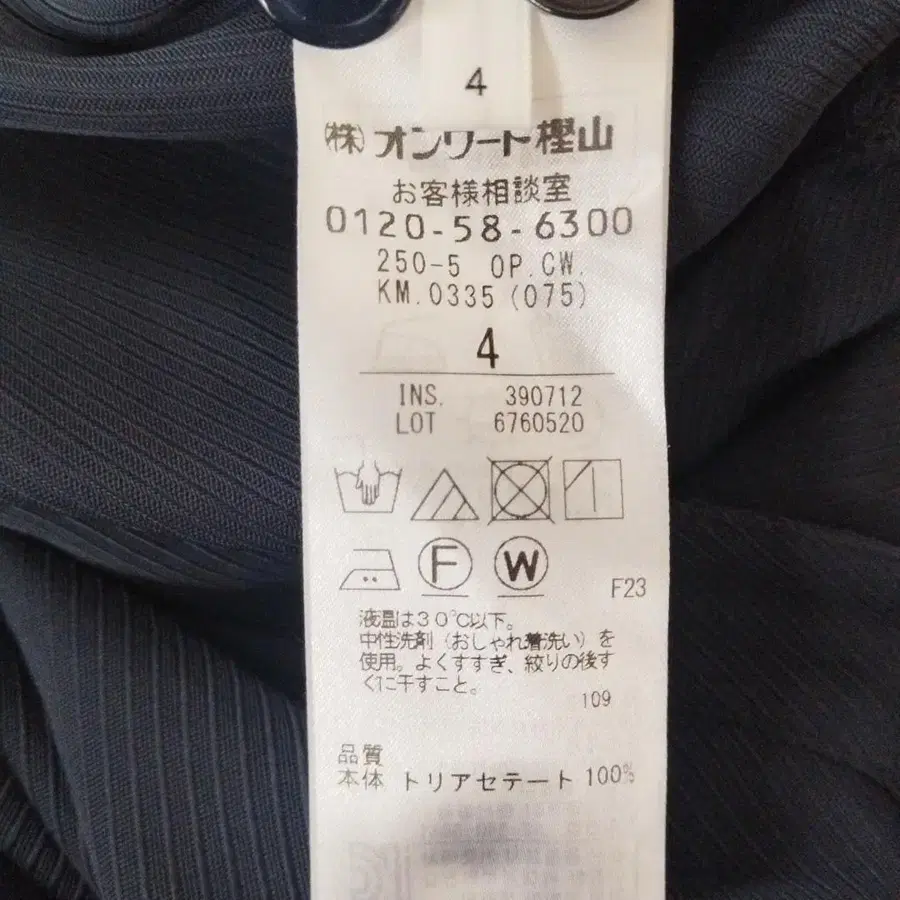 4
㈱オンワード樫山
お客様相談室
0120-58-6300
250-5 OP.CW.
KM.0335(075)
4
INS. 390712
LOT 6760520
F W
F23
液温は30℃以下。
中性洗剤（おしゃれ着洗い）を
使用。よくすすぎ、絞りの後す
ぐに干すこと。
109
品質
本体 トリアセテート 100%